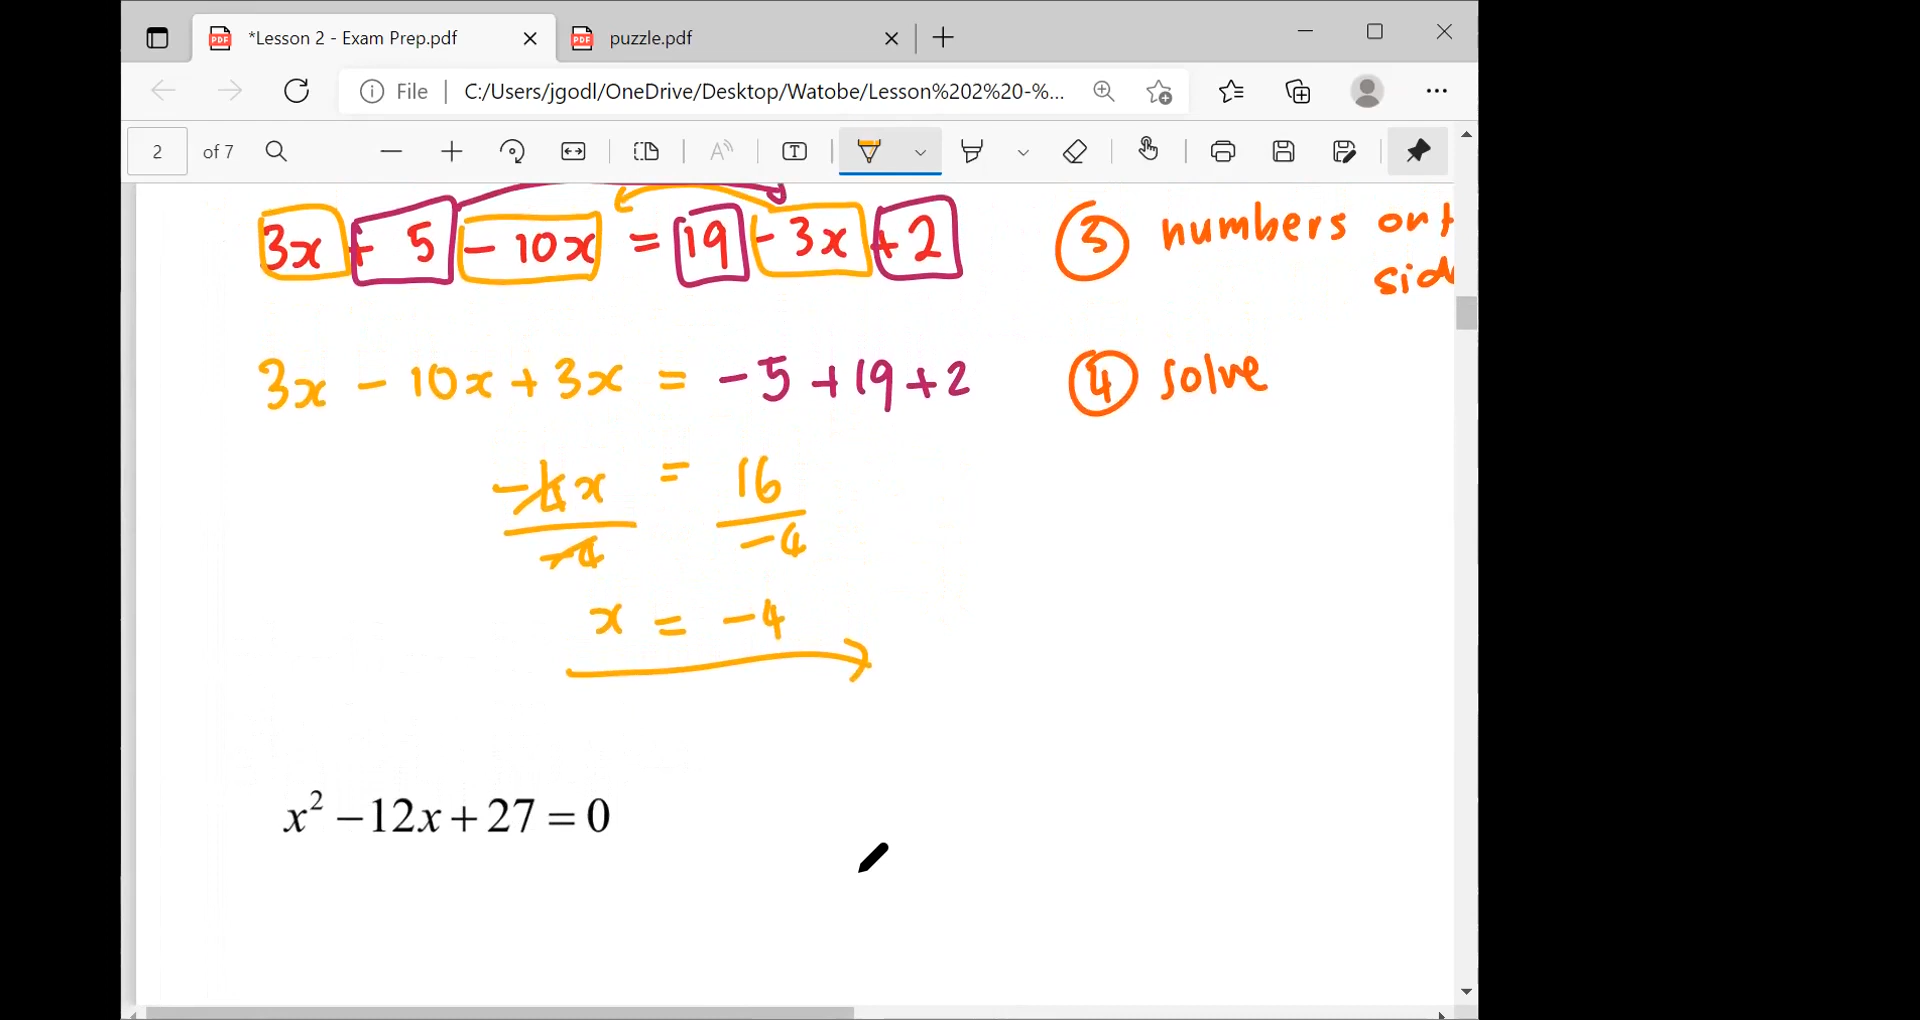 *Lesson 2 - Exam Prep.pdf
puzzle.pdf
File
C:/Users/jgodl/OneDrive/Desktop/Watobe/Lesson%202%20-%...
2 of 7
3x + 5 - 10x = 19 - 3x + 2
③ numbers
3x - 10x + 3x = -5 + 19 + 2
④ solve
-4x = 16
-4 -4
x = -4
x² − 12x + 27 = 0